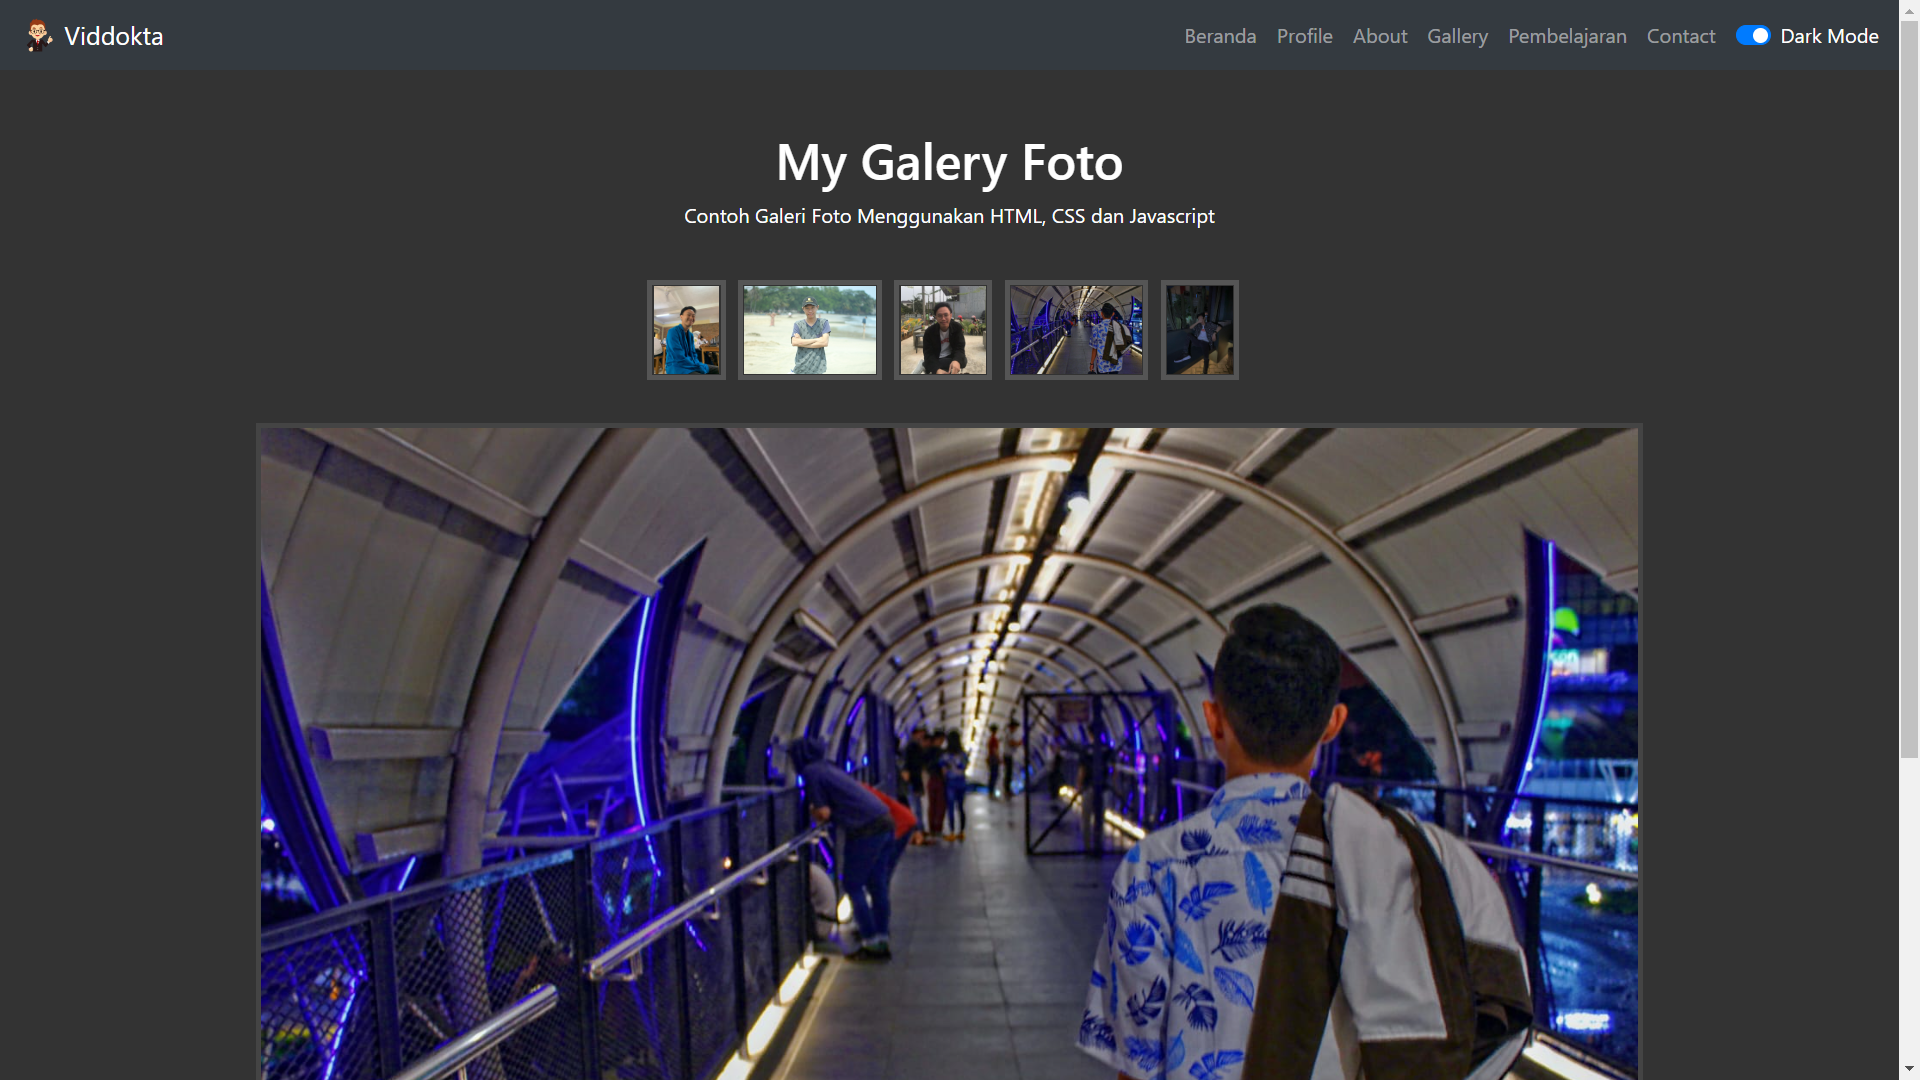 Viddokta
Beranda Profile About Gallery Pembelajaran Contact Dark Mode
My Galery Foto
Contoh Galeri Foto Menggunakan HTML, CSS dan Javascript